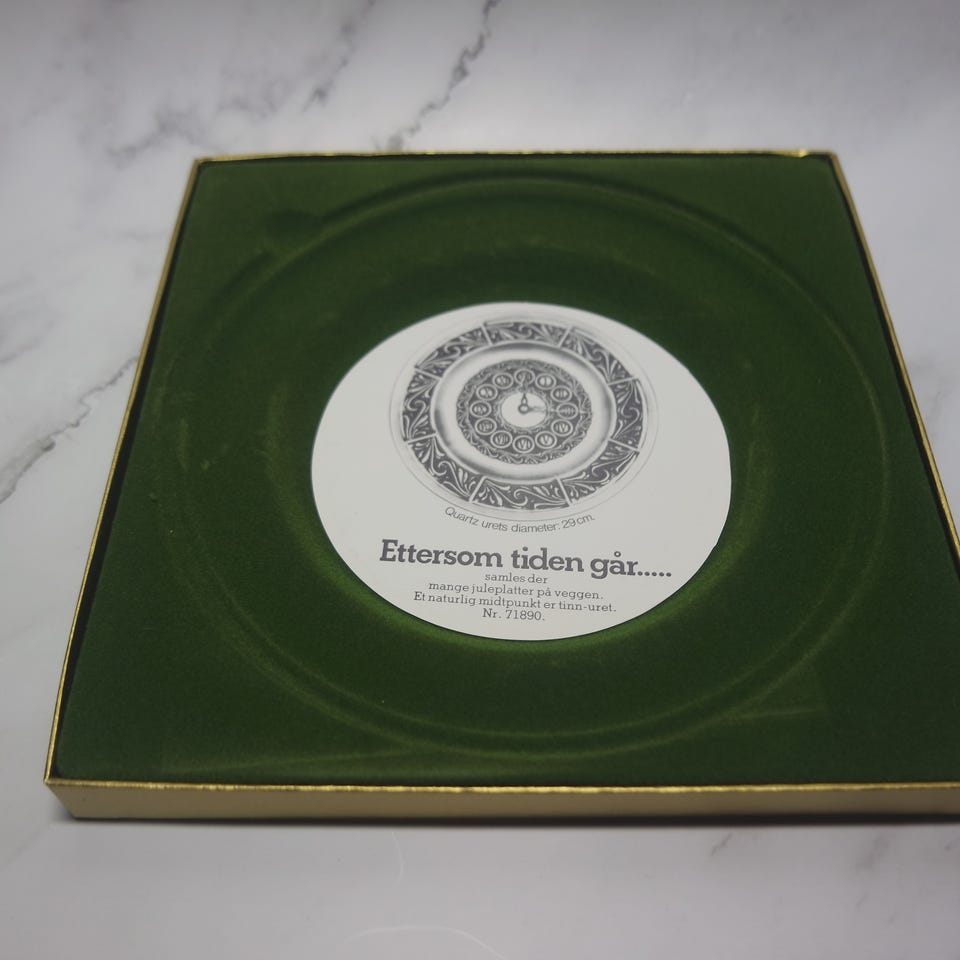 Quartz urets diameter: 29 cm.
Ettersom tiden går.....
samles der
mange juleplatter på veggen.
Et naturlig midtpunkt er tinn-uret.
Nr. 71890.